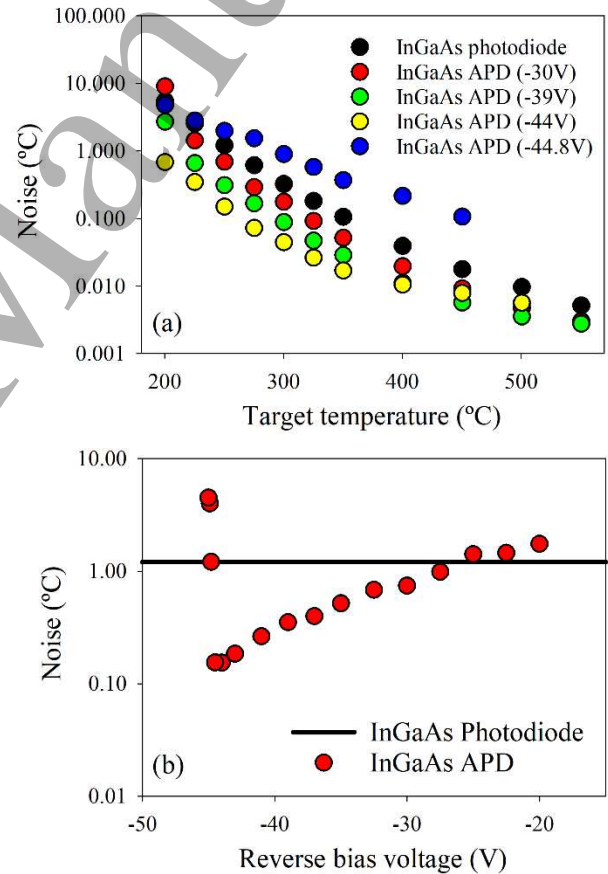 100.000
10.000
1.000
0.100
0.010
0.001
Noise (ºC)
InGaAs photodiode
InGaAs APD (-30V)
InGaAs APD (-39V)
InGaAs APD (-44V)
InGaAs APD (-44.8V)
(a)
200 300 400 500
Target temperature (ºC)
10.00
1.00
0.10
0.01
Noise (ºC)
InGaAs Photodiode
InGaAs APD
(b)
-50 -40 -30 -20
Reverse bias voltage (V)